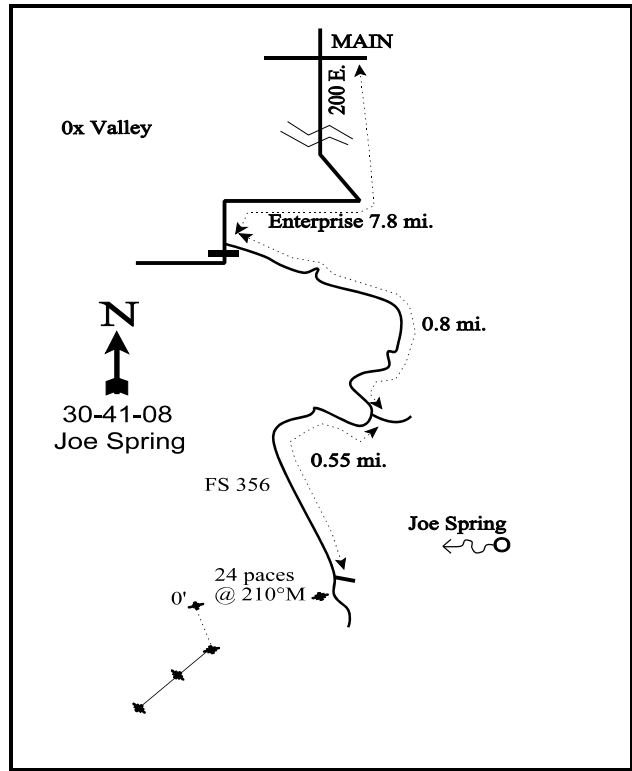 MAIN
200 E.
0x Valley
Enterprise 7.8 mi.
N
0.8 mi.
30-41-08
Joe Spring
0.55 mi.
FS 356
Joe Spring
24 paces
@ 210°M
0'